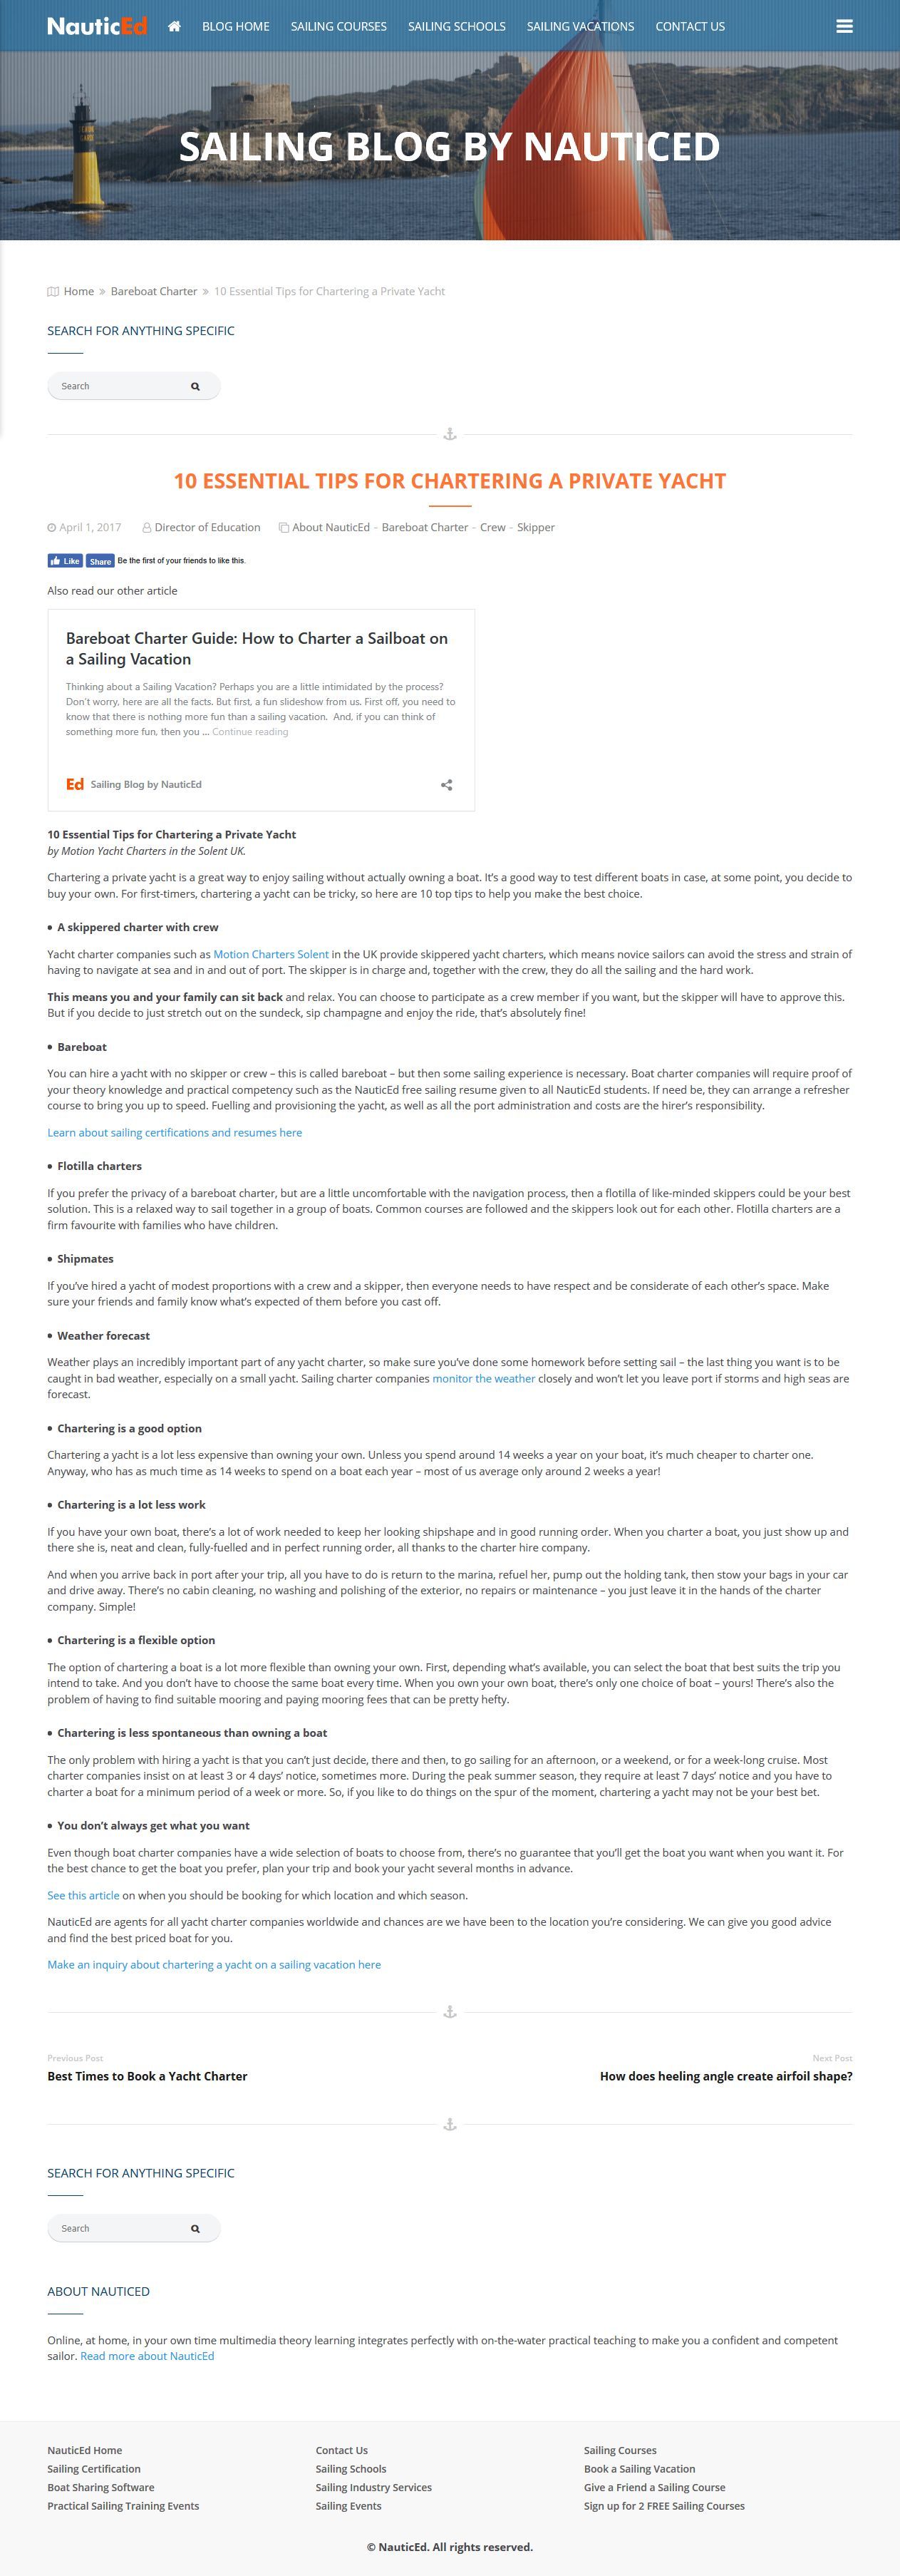 NauticEd
BLOG HOME
SAILING COURSES
SAILING SCHOOLS
SAILING VACATIONS
CONTACT US
SAILING BLOG BY NAUTICED
Home » Bareboat Charter » 10 Essential Tips for Chartering a Private Yacht
SEARCH FOR ANYTHING SPECIFIC
Search
10 ESSENTIAL TIPS FOR CHARTERING A PRIVATE YACHT
April 1, 2017 Director of Education About NauticEd - Bareboat Charter - Crew - Skipper
Like Share Be the first of your friends to like this.
Also read our other article
Bareboat Charter Guide: How to Charter a Sailboat on
a Sailing Vacation
Thinking about a Sailing Vacation? Perhaps you are a little intimidated by the process?
Don't worry, here are all the facts. But first, a fun slideshow from us. First off, you need to
know that there is nothing more fun than a sailing vacation. And, if you can think of
something more fun, then you ... Continue reading
Ed Sailing Blog by NauticEd
10 Essential Tips for Chartering a Private Yacht
by Motion Yacht Charters in the Solent UK.
Chartering a private yacht is a great way to enjoy sailing without actually owning a boat. It's a good way to test different boats in case, at some point, you decide to
buy your own. For first-timers, chartering a yacht can be tricky, so here are 10 top tips to help you make the best choice.
• A skippered charter with crew
Yacht charter companies such as Motion Charters Solent in the UK provide skippered yacht charters, which means novice sailors can avoid the stress and strain of
having to navigate at sea and in and out of port. The skipper is in charge and, together with the crew, they do all the sailing and the hard work.
This means you and your family can sit back and relax. You can choose to participate as a crew member if you want, but the skipper will have to approve this.
But if you decide to just stretch out on the sundeck, sip champagne and enjoy the ride, that's absolutely fine!
• Bareboat
You can hire a yacht with no skipper or crew – this is called bareboat – but then some sailing experience is necessary. Boat charter companies will require proof of
your theory knowledge and practical competency such as the NauticEd free sailing resume given to all NauticEd students. If need be, they can arrange a refresher
course to bring you up to speed. Fuelling and provisioning the yacht, as well as all the port administration and costs are the hirer's responsibility.
Learn about sailing certifications and resumes here
• Flotilla charters
If you prefer the privacy of a bareboat charter, but are a little uncomfortable with the navigation process, then a flotilla of like-minded skippers could be your best
solution. This is a relaxed way to sail together in a group of boats. Common courses are followed and the skippers look out for each other. Flotilla charters are a
firm favourite with families who have children.
• Shipmates
If you've hired a yacht of modest proportions with a crew and a skipper, then everyone needs to have respect and be considerate of each other's space. Make
sure your friends and family know what's expected of them before you cast off.
• Weather forecast
Weather plays an incredibly important part of any yacht charter, so make sure you've done some homework before setting sail – the last thing you want is to be
caught in bad weather, especially on a small yacht. Sailing charter companies monitor the weather closely and won't let you leave port if storms and high seas are
forecast.
• Chartering is a good option
Chartering a yacht is a lot less expensive than owning your own. Unless you spend around 14 weeks a year on your boat, it's much cheaper to charter one.
Anyway, who has as much time as 14 weeks to spend on a boat each year – most of us average only around 2 weeks a year!
• Chartering is a lot less work
If you have your own boat, there's a lot of work needed to keep her looking shipshape and in good running order. When you charter a boat, you just show up and
there she is, neat and clean, fully-fuelled and in perfect running order, all thanks to the charter hire company.
And when you arrive back in port after your trip, all you have to do is return to the marina, refuel her, pump out the holding tank, then stow your bags in your car
and drive away. There's no cabin cleaning, no washing and polishing of the exterior, no repairs or maintenance – you just leave it in the hands of the charter
company. Simple!
• Chartering is a flexible option
The option of chartering a boat is a lot more flexible than owning your own. First, depending what's available, you can select the boat that best suits the trip you
intend to take. And you don't have to choose the same boat every time. When you own your own boat, there's only one choice of boat – yours! There's also the
problem of having to find suitable mooring and paying mooring fees that can be pretty hefty.
• Chartering is less spontaneous than owning a boat
The only problem with hiring a yacht is that you can't just decide, there and then, to go sailing for an afternoon, or a weekend, or for a week-long cruise. Most
charter companies insist on at least 3 or 4 days' notice, sometimes more. During the peak summer season, they require at least 7 days' notice and you have to
charter a boat for a minimum period of a week or more. So, if you like to do things on the spur of the moment, chartering a yacht may not be your best bet.
• You don't always get what you want
Even though boat charter companies have a wide selection of boats to choose from, there's no guarantee that you'll get the boat you want when you want it. For
the best chance to get the boat you prefer, plan your trip and book your yacht several months in advance.
See this article on when you should be booking for which location and which season.
NauticEd are agents for all yacht charter companies worldwide and chances are we have been to the location you're considering. We can give you good advice
and find the best priced boat for you.
Make an inquiry about chartering a yacht on a sailing vacation here
Previous Post
Best Times to Book a Yacht Charter
Next Post
How does heeling angle create airfoil shape?
SEARCH FOR ANYTHING SPECIFIC
Search
ABOUT NAUTICED
Online, at home, in your own time multimedia theory learning integrates perfectly with on-the-water practical teaching to make you a confident and competent
sailor. Read more about NauticEd
NauticEd Home
Sailing Certification
Boat Sharing Software
Practical Sailing Training Events
Contact Us
Sailing Schools
Sailing Industry Services
Sailing Events
Sailing Courses
Book a Sailing Vacation
Give a Friend a Sailing Course
Sign up for 2 FREE Sailing Courses
© NauticEd. All rights reserved.